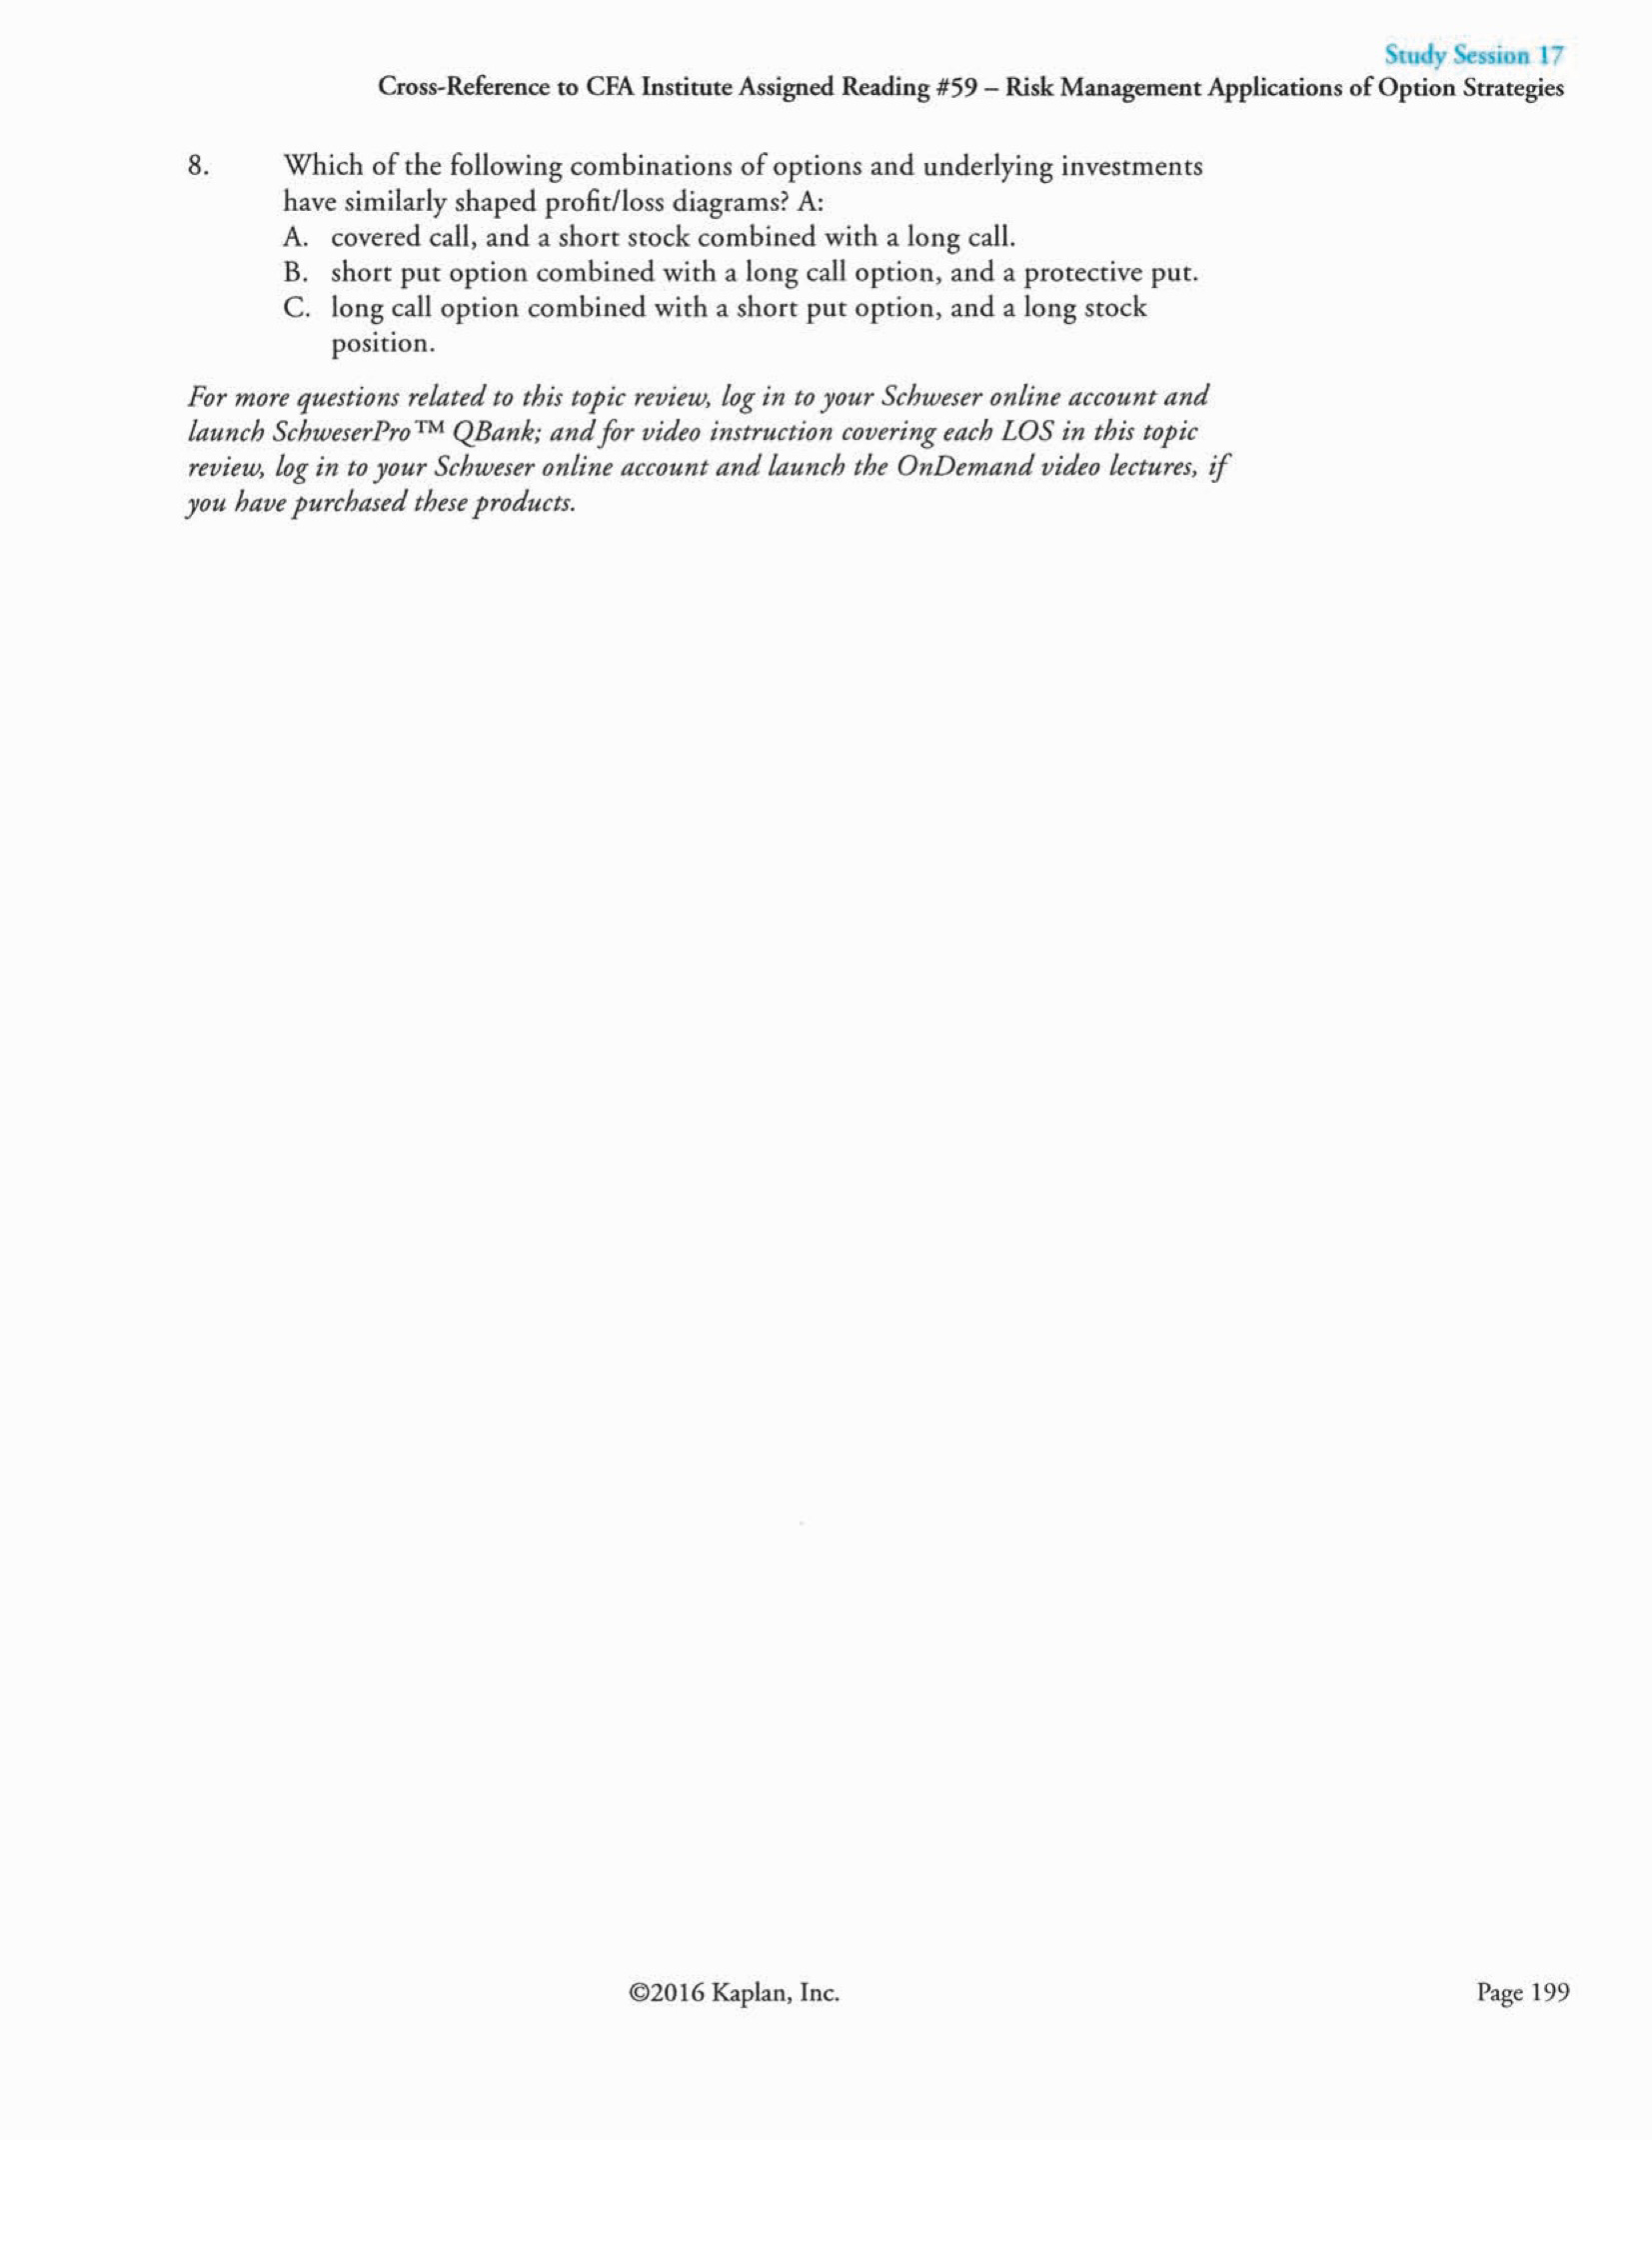 Study Session 17
Cross-Reference to CFA Institute Assigned Reading #59 – Risk Management Applications of Option Strategies
8. Which of the following combinations of options and underlying investments
have similarly shaped profit/loss diagrams? A:
A. covered call, and a short stock combined with a long call.
B. short put option combined with a long call option, and a protective put.
C. long call option combined with a short put option, and a long stock
position.
For more questions related to this topic review, log in to your Schweser online account and
launch SchweserPro™ QBank; and for video instruction covering each LOS in this topic
review, log in to your Schweser online account and launch the OnDemand video lectures, if
you have purchased these products.
©2016 Kaplan, Inc.
Page 199